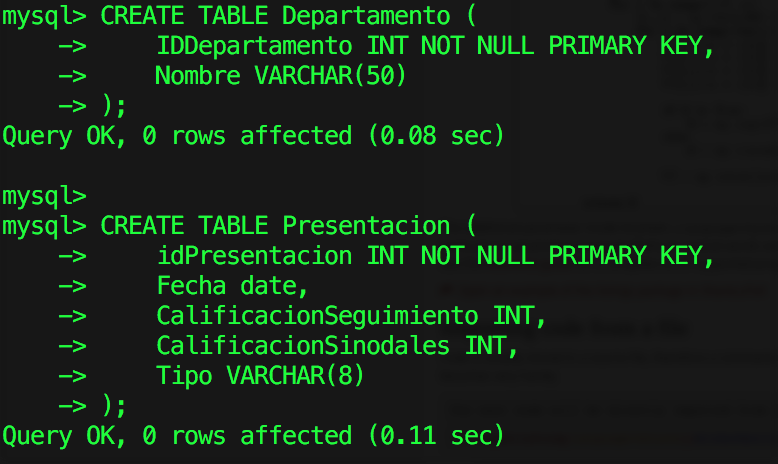 mysql> CREATE TABLE Departamento (
    ->     IDDepartamento INT NOT NULL PRIMARY KEY,
    ->     Nombre VARCHAR(50)
    -> );
Query OK, 0 rows affected (0.08 sec)

mysql>
mysql> CREATE TABLE Presentacion (
    ->     idPresentacion INT NOT NULL PRIMARY KEY,
    ->     Fecha date,
    ->     CalificacionSeguimiento INT,
    ->     CalificacionSinodales INT,
    ->     Tipo VARCHAR(8)
    -> );
Query OK, 0 rows affected (0.11 sec)